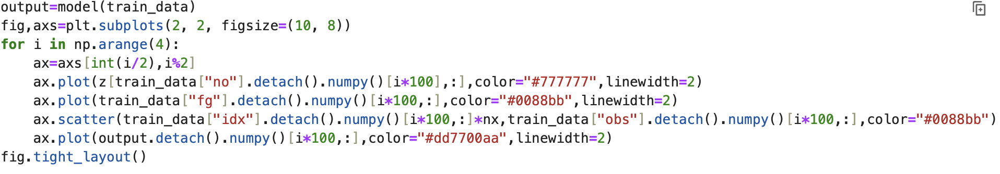 output=model(train_data)
fig,axs=plt.subplots(2, 2, figsize=(10, 8))
for i in np.arange(4):
    ax=axs[int(i/2),i%2]
    ax.plot(z[train_data["no"].detach().numpy()[i*100],:],color="#777777",linewidth=2)
    ax.plot(train_data["fg"].detach().numpy()[i*100,:],color="#0088bb",linewidth=2)
    ax.scatter(train_data["idx"].detach().numpy()[i*100,:]*nx,train_data["obs"].detach().numpy()[i*100,:],color="#0088bb")
    ax.plot(output.detach().numpy()[i*100,:],color="#dd7700aa",linewidth=2)
fig.tight_layout()